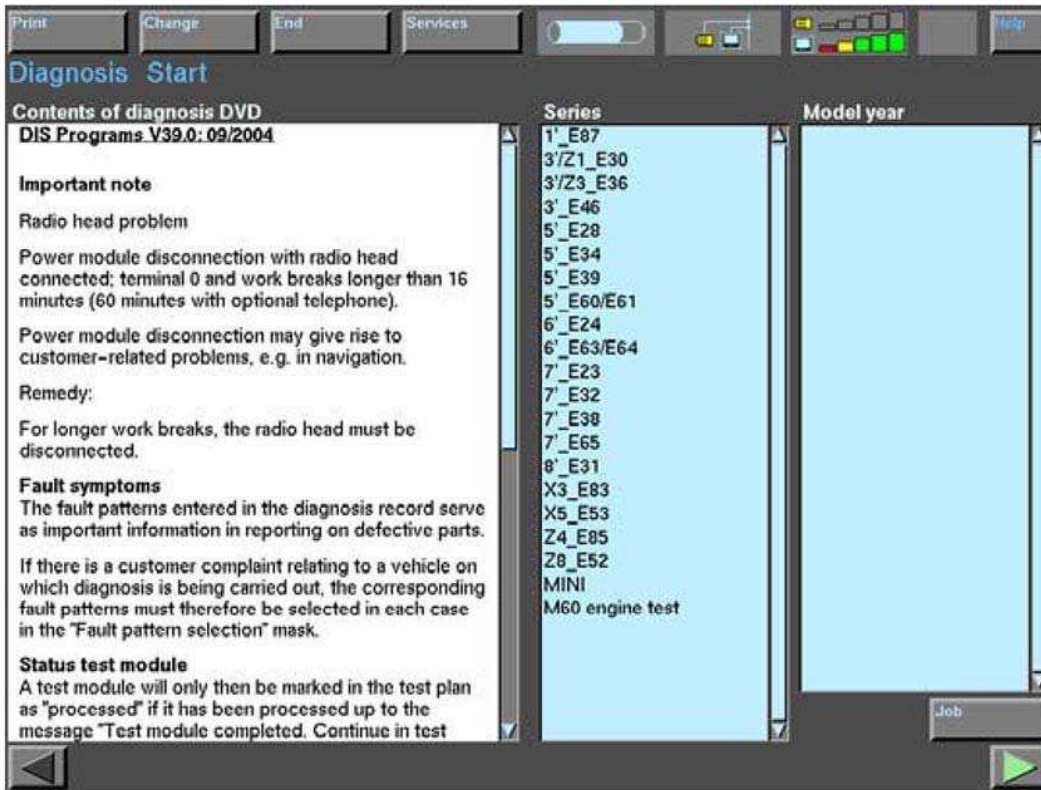 Print
Change
End
Services
Help
Diagnosis Start
Contents of diagnosis DVD
DIS Programs V39.0: 09/2004
Important note
Radio head problem
Power module disconnection with radio head
connected; terminal 0 and work breaks longer than 16
minutes (60 minutes with optional telephone).
Power module disconnection may give rise to
customer-related problems, e.g. in navigation.
Remedy:
For longer work breaks, the radio head must be
disconnected.
Fault symptoms
The fault patterns entered in the diagnosis record serve
as important information in reporting on defective parts.
If there is a customer complaint relating to a vehicle on
which diagnosis is being carried out, the corresponding
fault patterns must therefore be selected in each case
in the "Fault pattern selection" mask.
Status test module
A test module will only then be marked in the test plan
as "processed" if it has been processed up to the
message "Test module completed. Continue in test
Series
1'_E87
3'/Z1_E30
3'/Z3_E36
3'_E46
5'_E28
5'_E34
5'_E39
5'_E60/E61
6'_E24
6'_E63/E64
7'_E23
7'_E32
7'_E38
7'_E65
8'_E31
X3_E83
X5_E53
Z4_E85
Z8_E52
MINI
M60 engine test
Model year
Job